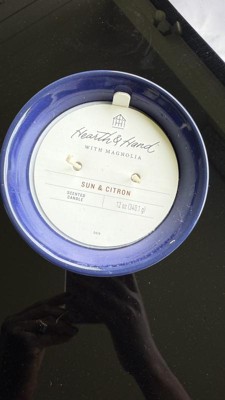 Hearth & Hand
WITH MAGNOLIA
SUN & CITRON
SCENTED
CANDLE
12 oz (340.1 g)